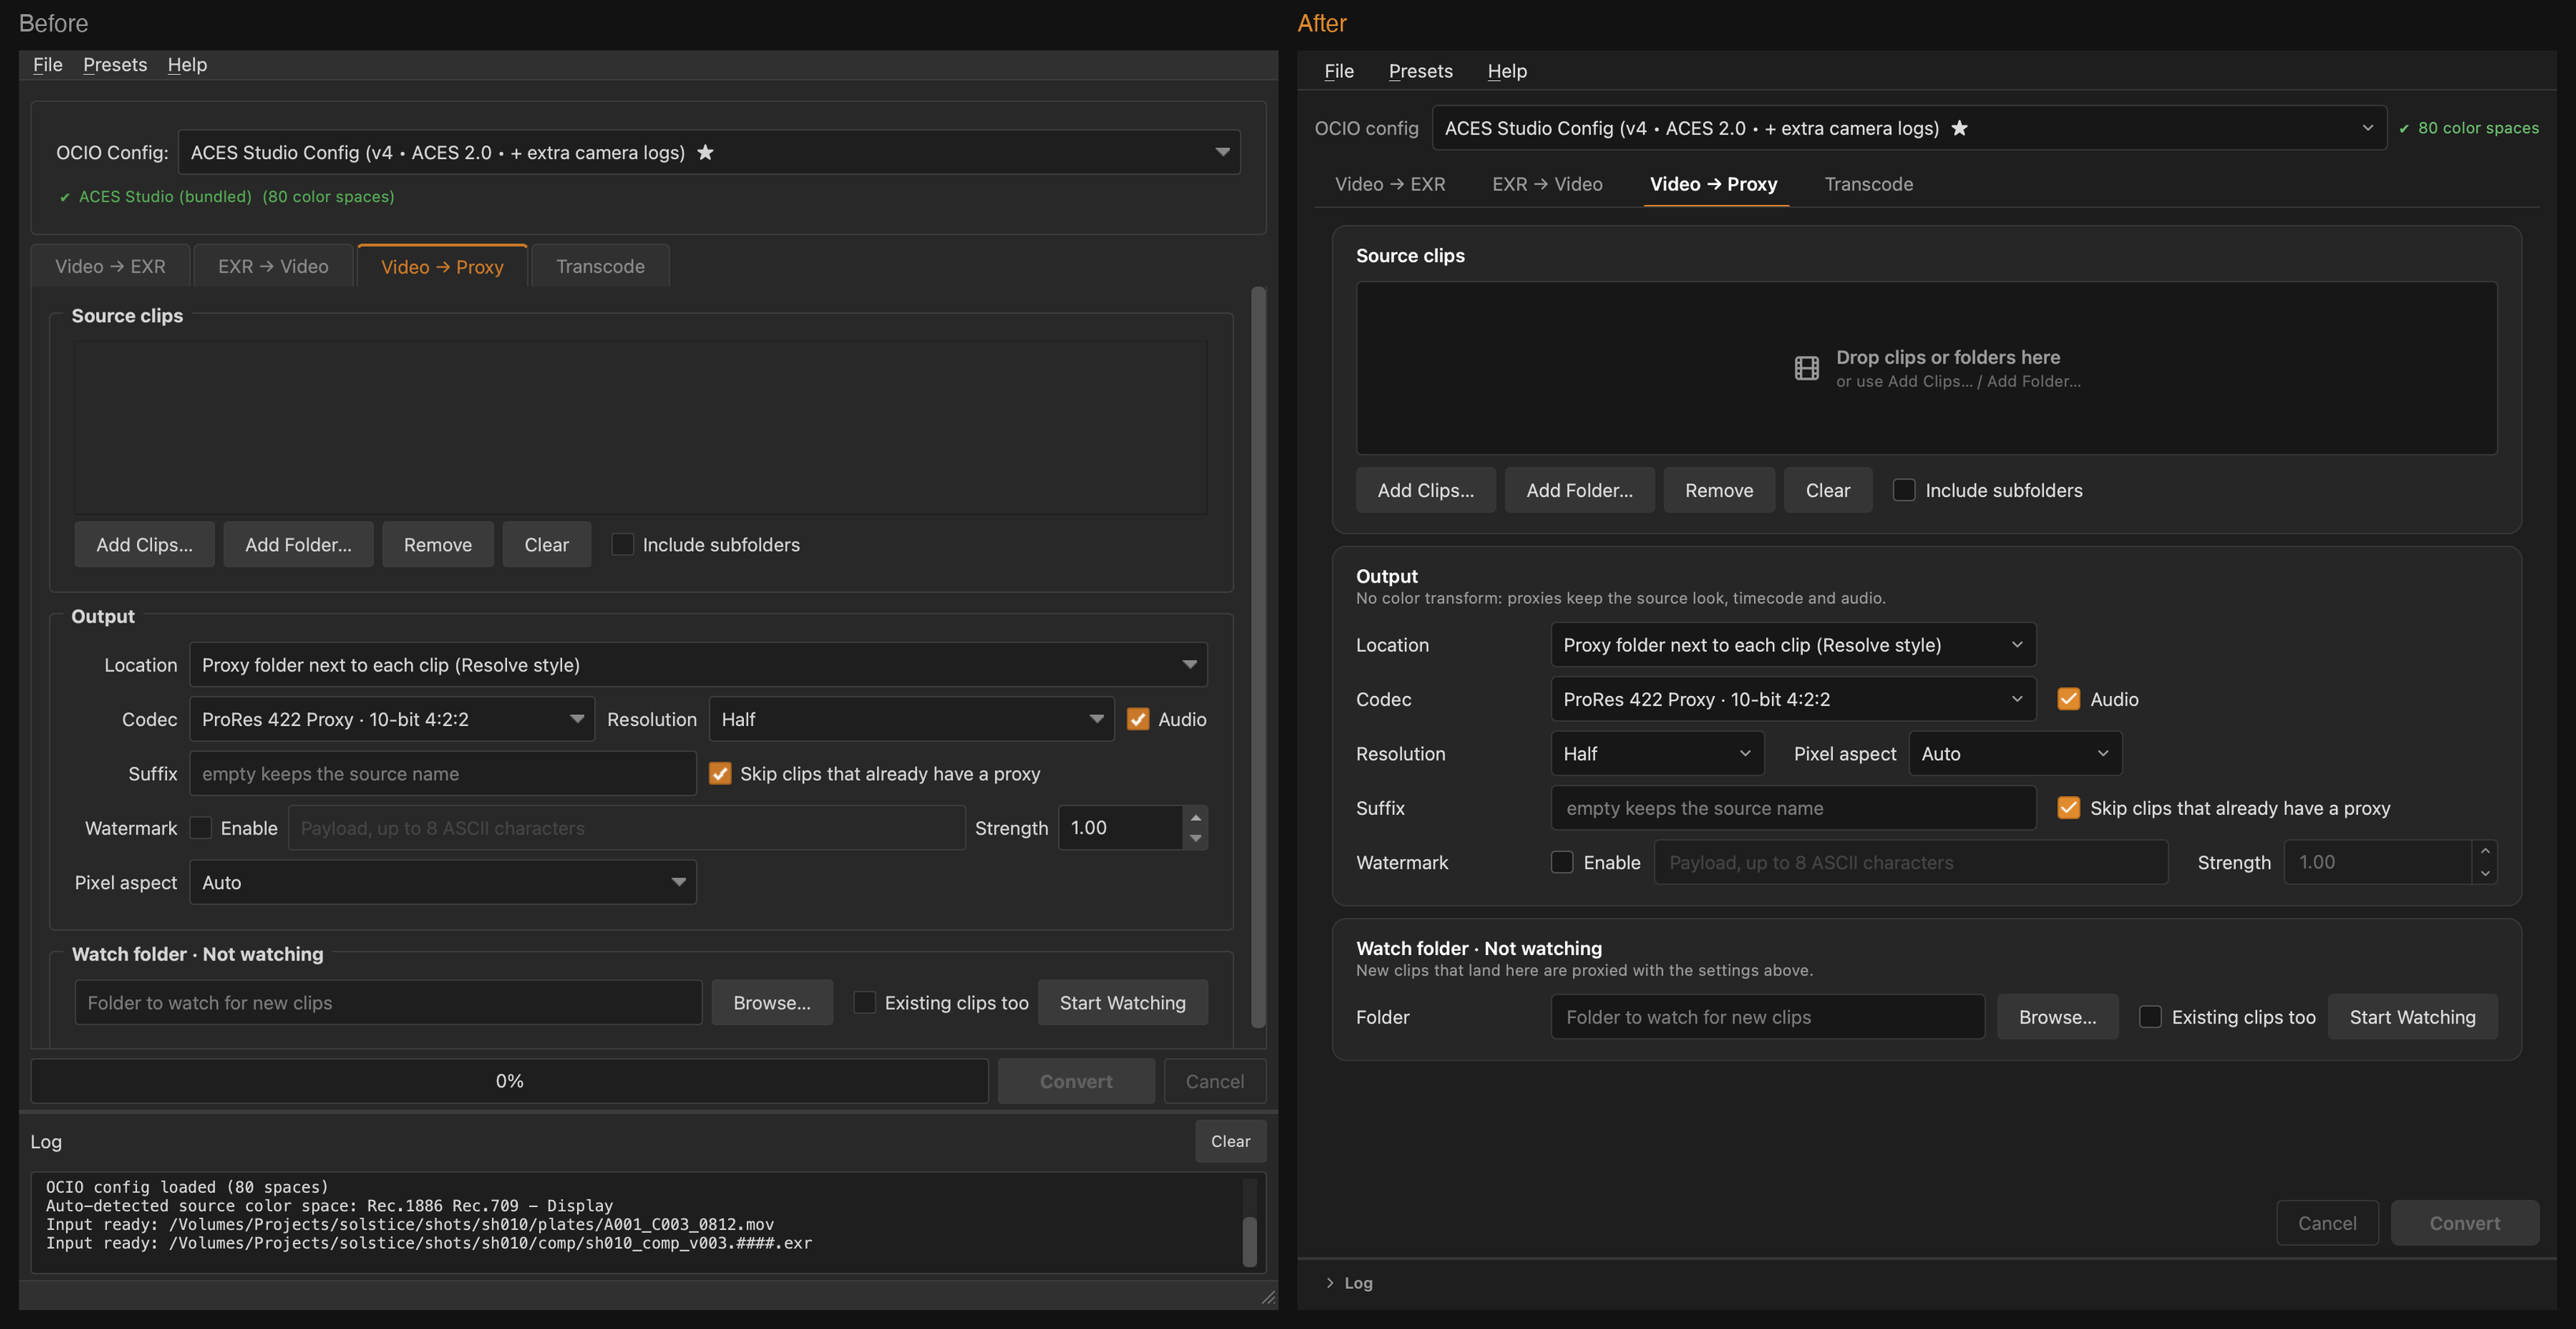 Before
File Presets Help
OCIO Config: ACES Studio Config (v4 • ACES 2.0 • + extra camera logs) ★
✔ ACES Studio (bundled) (80 color spaces)
Video → EXR EXR → Video Video → Proxy Transcode
Source clips
Add Clips... Add Folder... Remove Clear Include subfolders
Output
Location Proxy folder next to each clip (Resolve style)
Codec ProRes 422 Proxy · 10-bit 4:2:2 Resolution Half Audio
Suffix empty keeps the source name Skip clips that already have a proxy
Watermark Enable Payload, up to 8 ASCII characters Strength 1.00
Pixel aspect Auto
Watch folder · Not watching
Folder to watch for new clips Browse... Existing clips too Start Watching
0% Convert Cancel
Log Clear
OCIO config loaded (80 spaces)
Auto-detected source color space: Rec.1886 Rec.709 – Display
Input ready: /Volumes/Projects/solstice/shots/sh010/plates/A001_C003_0812.mov
Input ready: /Volumes/Projects/solstice/shots/sh010/comp/sh010_comp_v003.####.exr
After
File Presets Help
OCIO config ACES Studio Config (v4 • ACES 2.0 • + extra camera logs) ★ ✔ 80 color spaces
Video → EXR EXR → Video Video → Proxy Transcode
Source clips
Drop clips or folders here
or use Add Clips... / Add Folder...
Add Clips... Add Folder... Remove Clear Include subfolders
Output
No color transform: proxies keep the source look, timecode and audio.
Location Proxy folder next to each clip (Resolve style)
Codec ProRes 422 Proxy · 10-bit 4:2:2 Audio
Resolution Half Pixel aspect Auto
Suffix empty keeps the source name Skip clips that already have a proxy
Watermark Enable Payload, up to 8 ASCII characters Strength 1.00
Watch folder · Not watching
New clips that land here are proxied with the settings above.
Folder Folder to watch for new clips Browse... Existing clips too Start Watching
Cancel Convert
Log